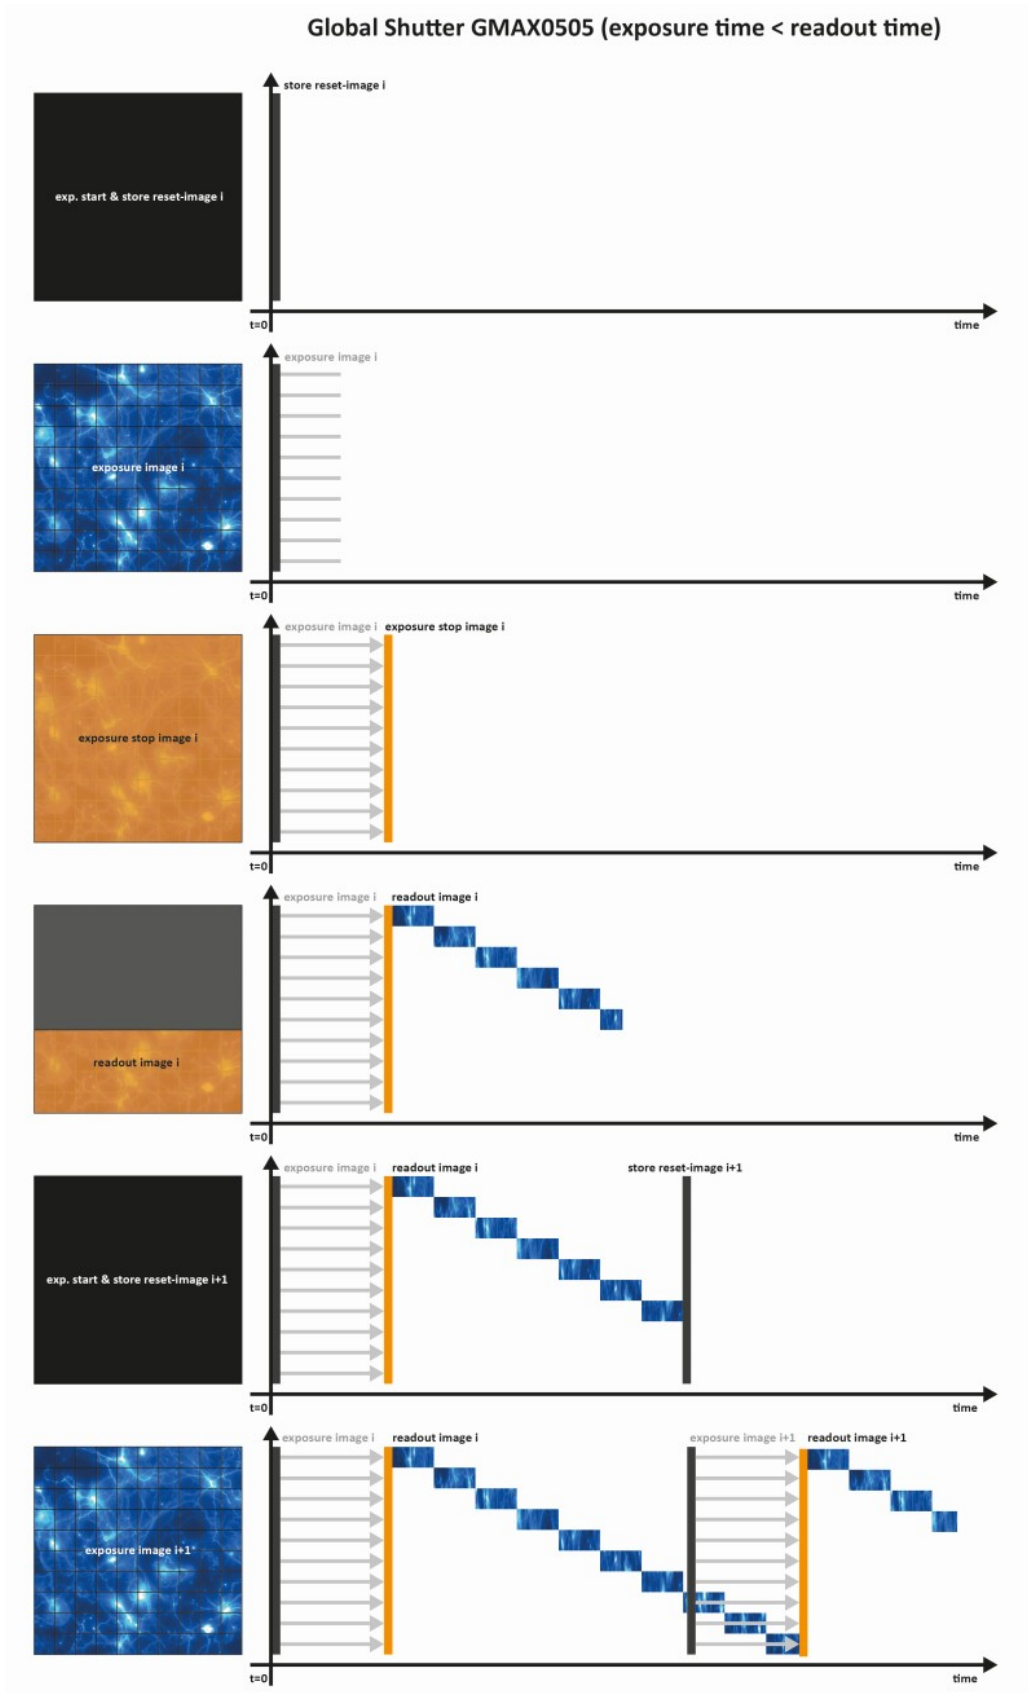 Global Shutter GMAX0505 (exposure time < readout time)
store reset-image i
exp. start & store reset-image i
t=0
time
exposure image i
exposure image i
t=0
time
exposure image i
exposure stop image i
exposure stop image i
t=0
time
exposure image i
readout image i
readout image i
t=0
time
exposure image i
readout image i
store reset-image i+1
exp. start & store reset-image i+1
t=0
time
exposure image i
readout image i
exposure image i+1
readout image i+1
exposure image i+1
t=0
time